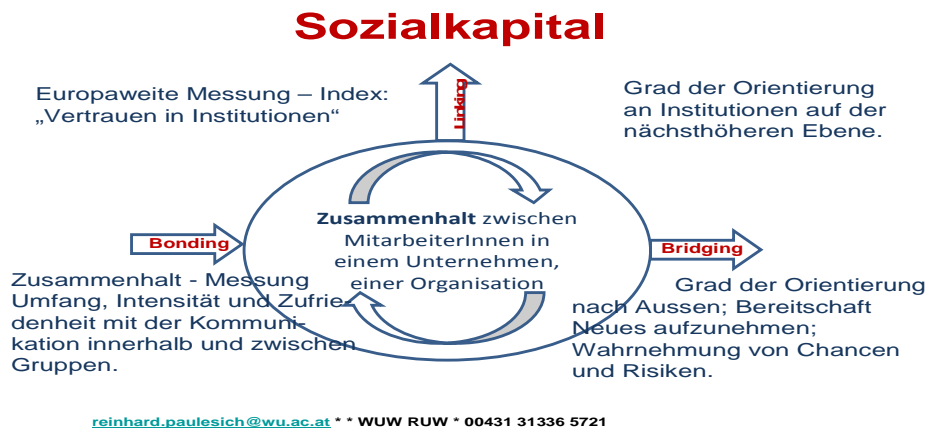 Sozialkapital
Europaweite Messung – Index:
„Vertrauen in Institutionen“
Linking
Grad der Orientierung
an Institutionen auf der
nächsthöheren Ebene.
Zusammenhalt zwischen
MitarbeiterInnen in
einem Unternehmen,
einer Organisation
Bonding
Bridging
Zusammenhalt - Messung
Umfang, Intensität und Zufrie-
denheit mit der Kommuni-
kation innerhalb und zwischen
Gruppen.
Grad der Orientierung
nach Aussen; Bereitschaft
Neues aufzunehmen;
Wahrnehmung von Chancen
und Risiken.
reinhard.paulesich@wu.ac.at * * WUW RUW * 00431 31336 5721